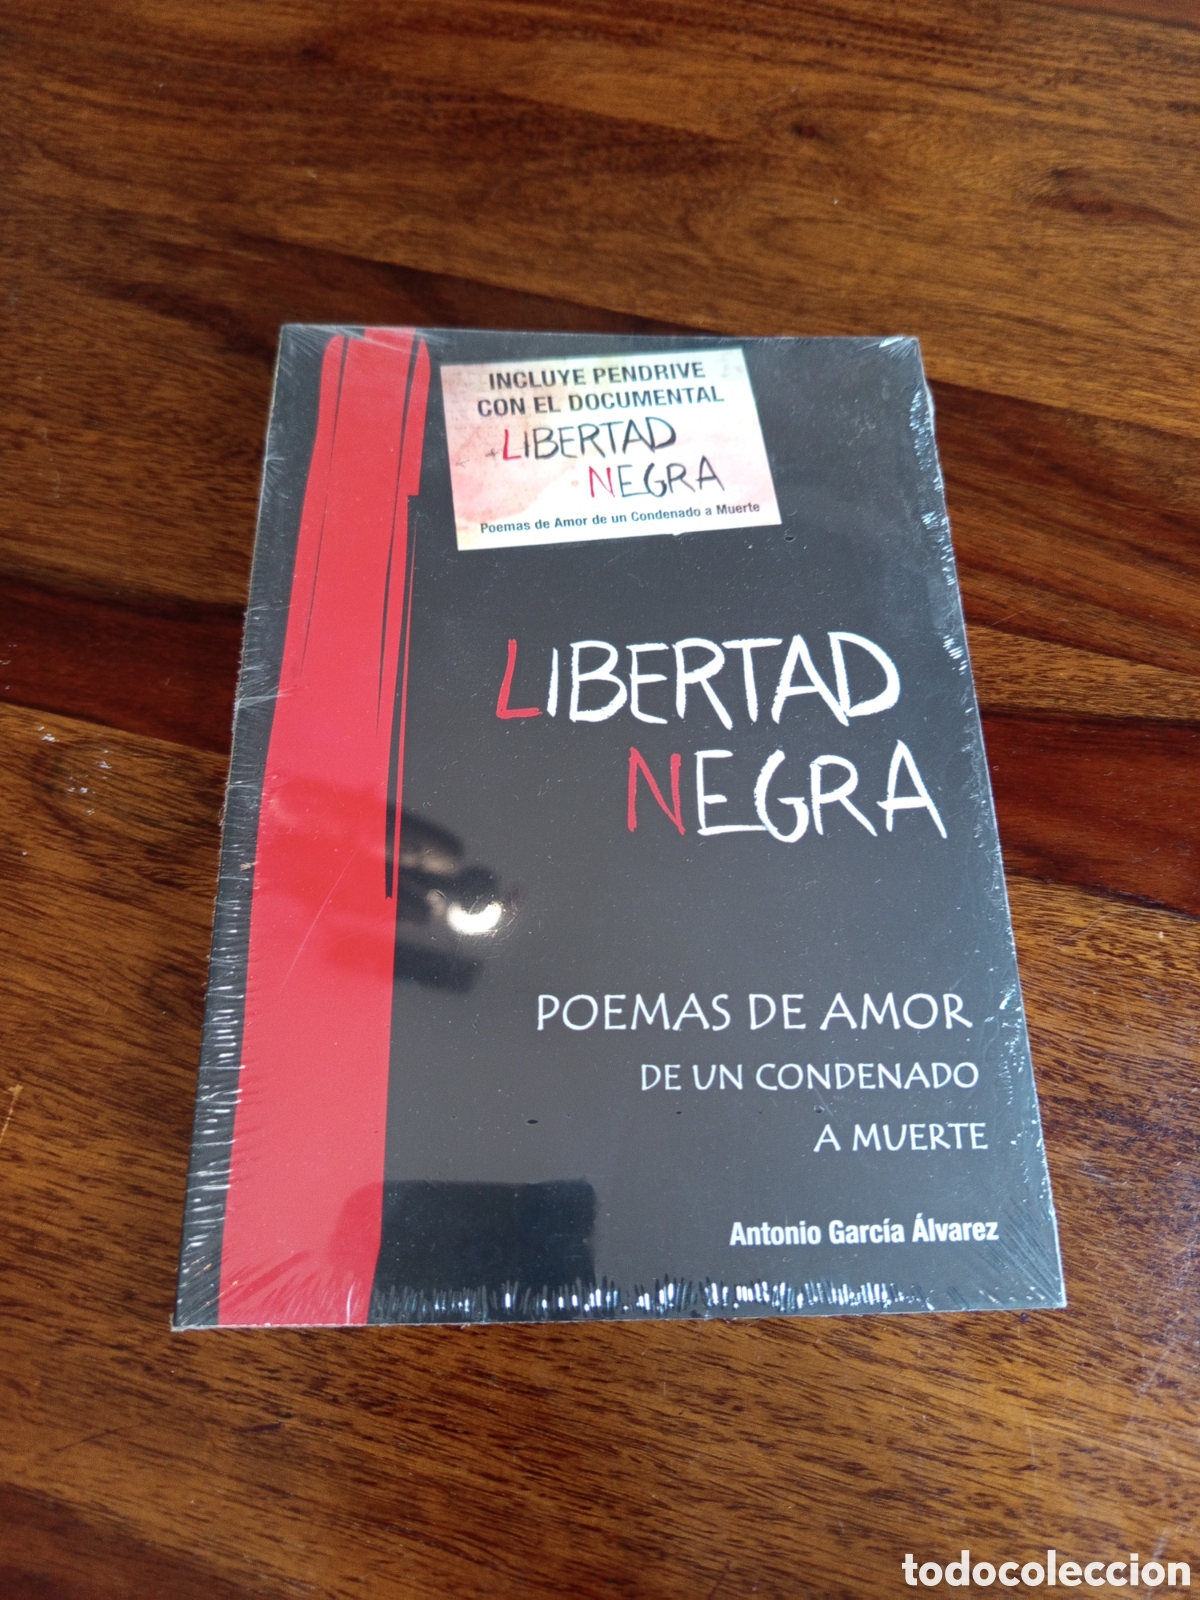 INCLUYE PENDRIVE
CON EL DOCUMENTAL
LIBERTAD
NEGRA
Poemas de Amor de un Condenado a Muerte
LIBERTAD
NEGRA
POEMAS DE AMOR
DE UN CONDENADO
A MUERTE
Antonio García Álvarez
todocoleccion